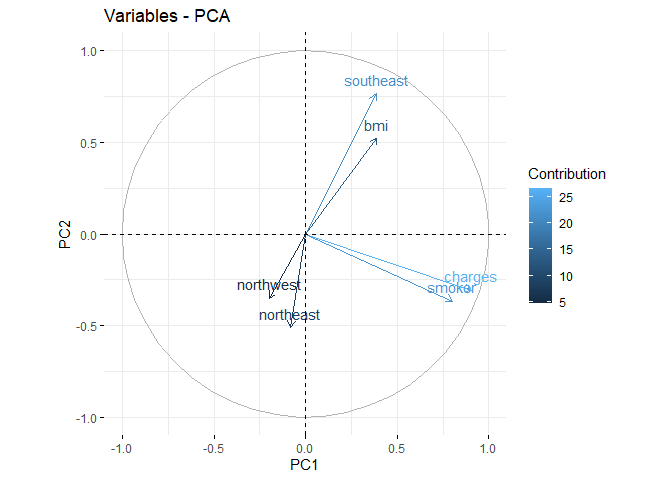 Variables - PCA
1.0
southeast
bmi
0.5
0.0
charges
northwest
smoker
northeast
-0.5
-1.0
-1.0
-0.5
0.0
0.5
1.0
PC1
PC2
Contribution
25
20
15
10
5